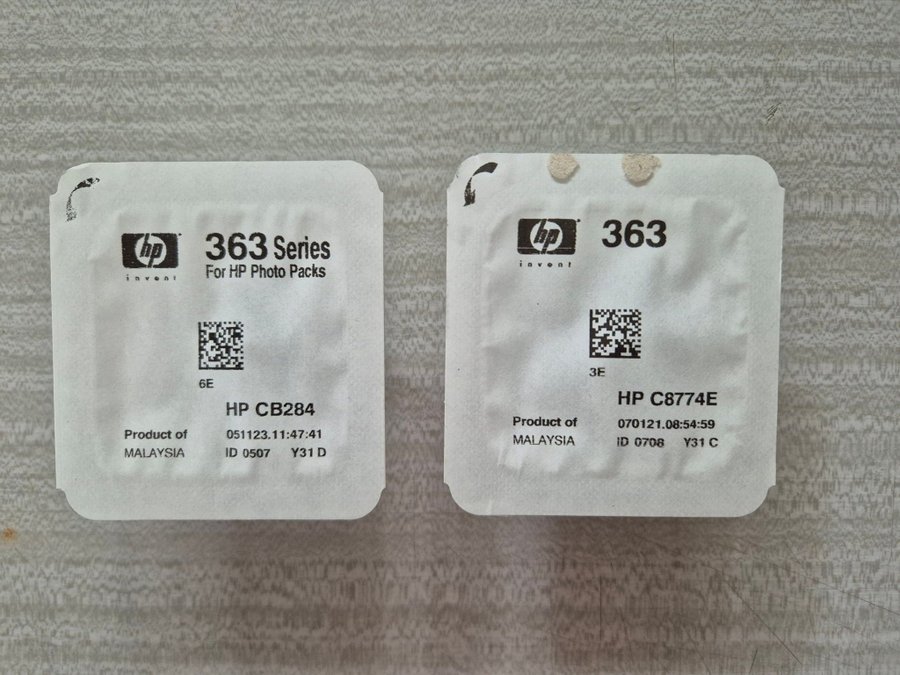 hp
invent
363 Series
For HP Photo Packs
6E
HP CB284
Product of 051123.11:47:41
MALAYSIA ID 0507 Y31 D
hp
invent
363
3E
HP C8774E
Product of 070121.08:54:59
MALAYSIA ID 0708 Y31 C